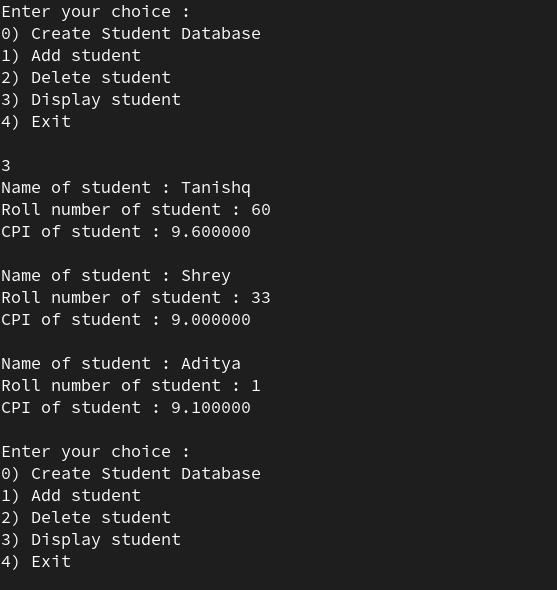 Enter your choice :
0) Create Student Database
1) Add student
2) Delete student
3) Display student
4) Exit
3
Name of student : Tanishq
Roll number of student : 60
CPI of student : 9.600000
Name of student : Shrey
Roll number of student : 33
CPI of student : 9.000000
Name of student : Aditya
Roll number of student : 1
CPI of student : 9.100000
Enter your choice :
0) Create Student Database
1) Add student
2) Delete student
3) Display student
4) Exit